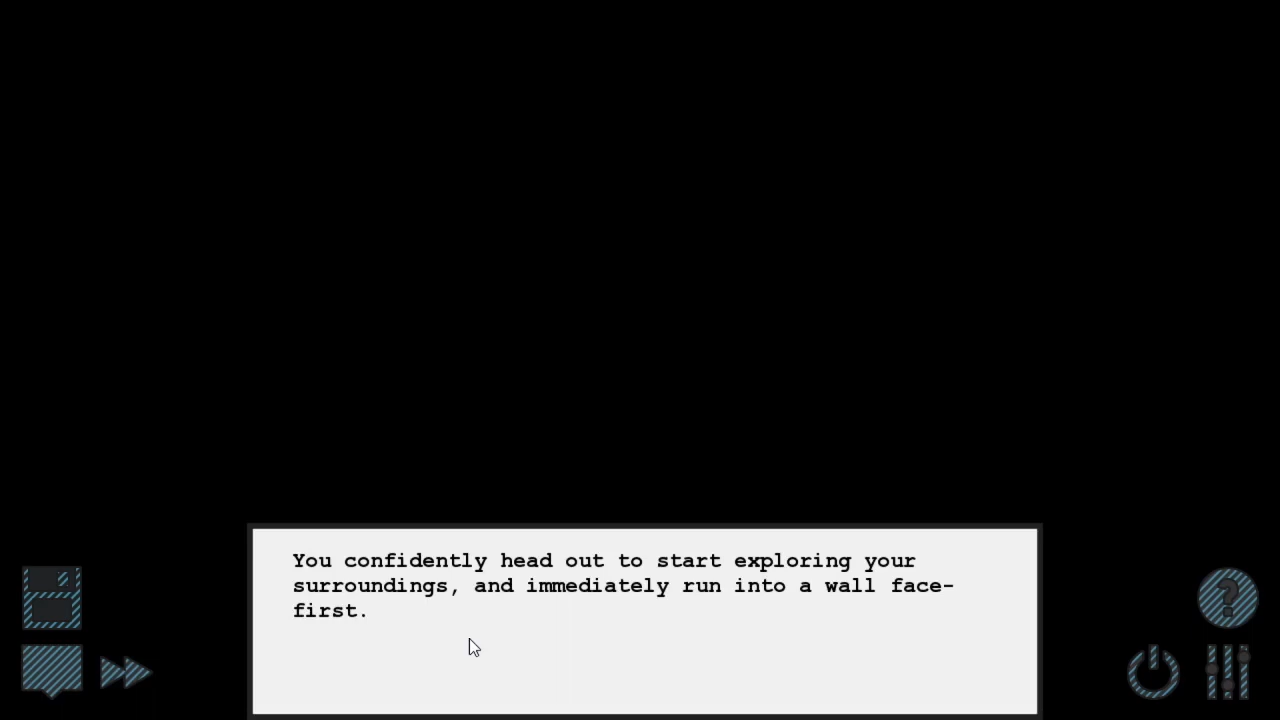 You confidently head out to start exploring your
surroundings, and immediately run into a wall face-
first.